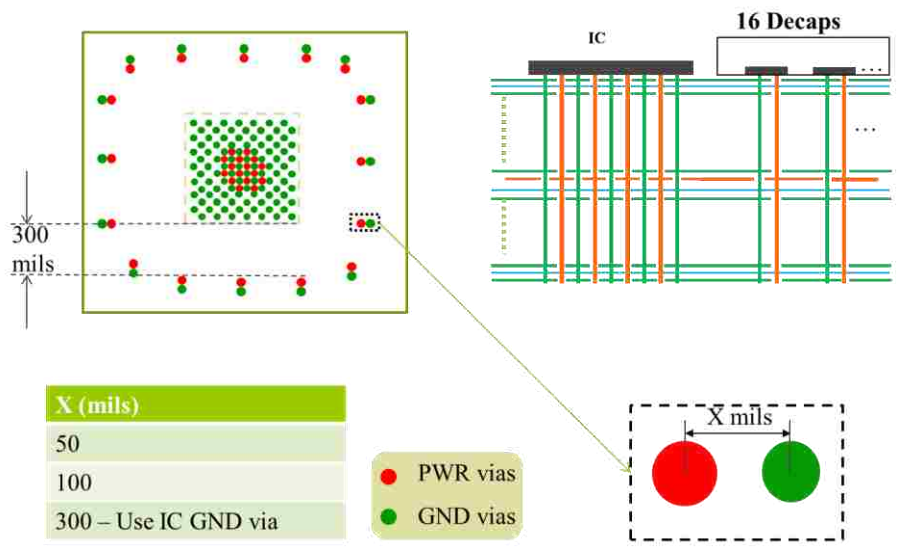 IC
16 Decaps
...
...
300
mils
X (mils)
50
100
300 – Use IC GND via
PWR vias
GND vias
X mils